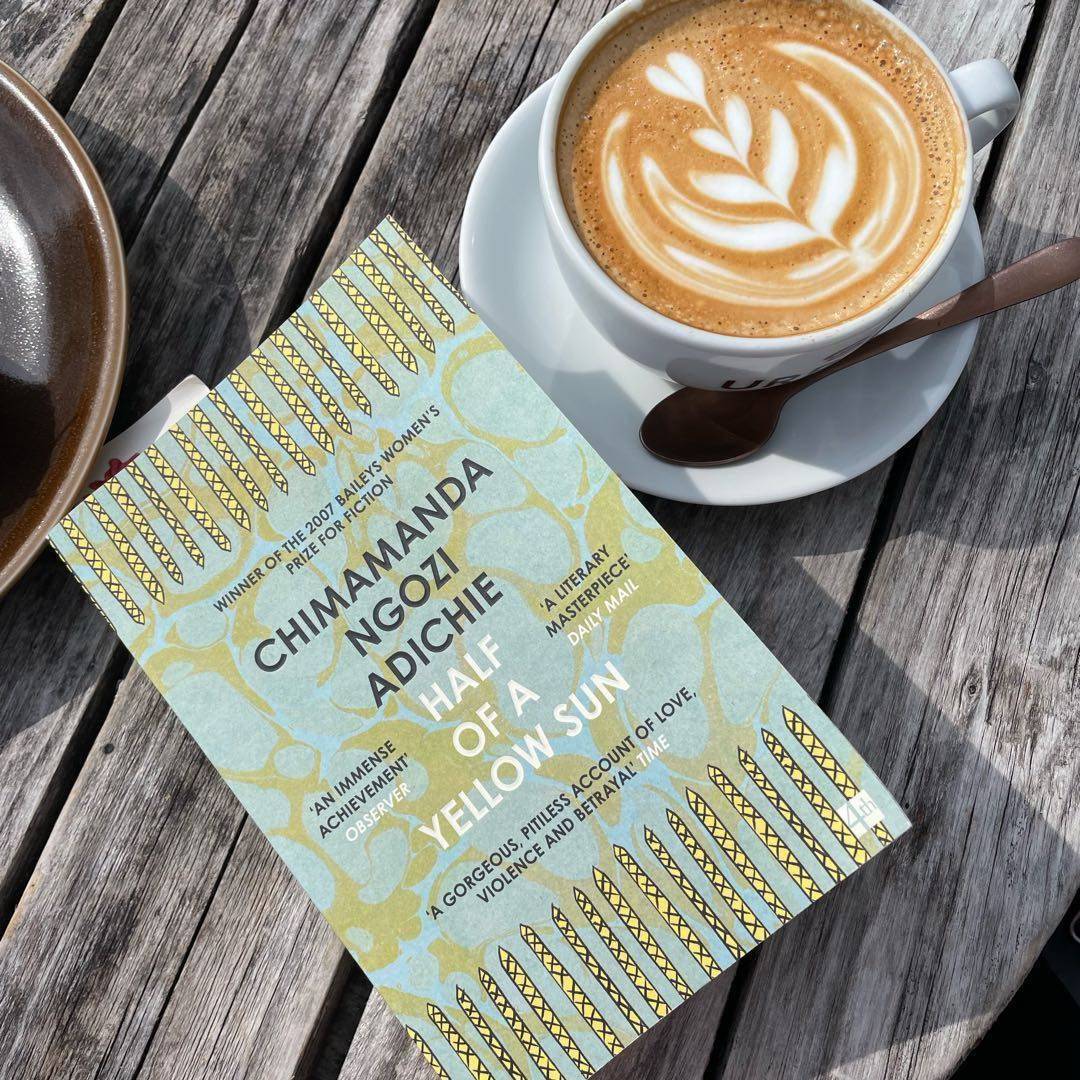 WINNER OF THE 2007 BAILEYS WOMEN'S
PRIZE FOR FICTION
CHIMAMANDA
NGOZI
ADICHIE
HALF
OF A
YELLOW SUN
'A LITERARY
MASTERPIECE'
DAILY MAIL
'AN IMMENSE
ACHIEVEMENT'
OBSERVER
'A GORGEOUS, PITILESS ACCOUNT OF LOVE,
VIOLENCE AND BETRAYAL' TIME
4th